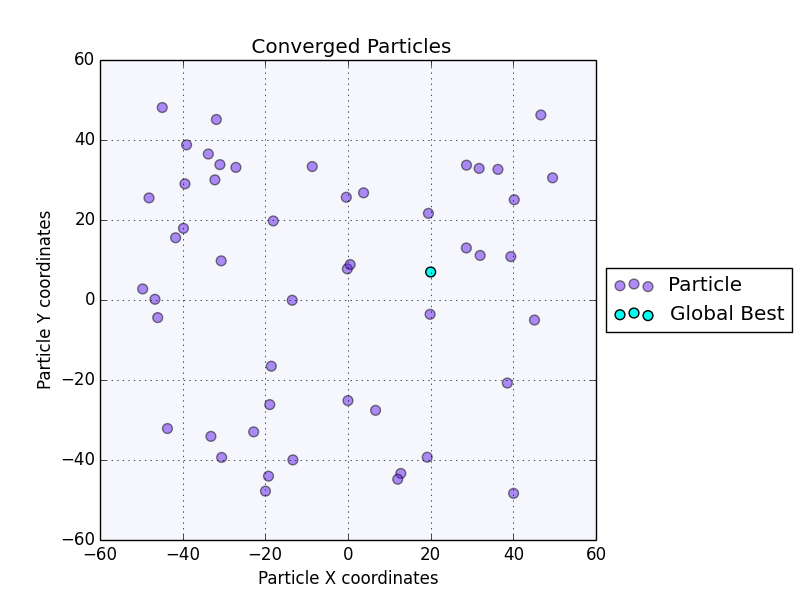 Converged Particles
60
40
20
0
−20
−40
−60
−60
−40
−20
0
20
40
60
Particle X coordinates
Particle Y coordinates
Particle
Global Best